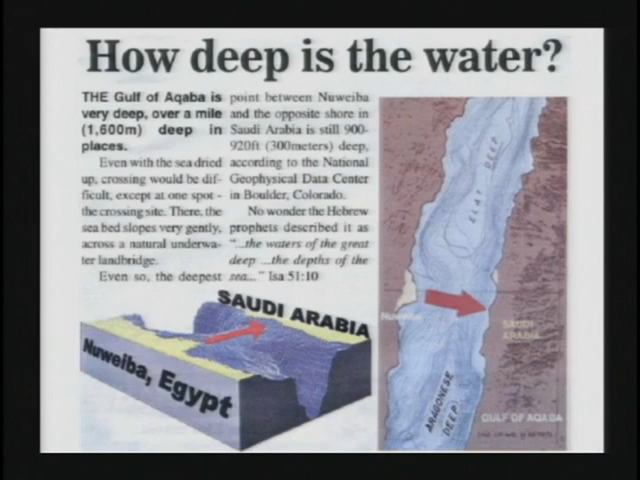 How deep is the water?
THE Gulf of Aqaba is
very deep, over a mile
(1,600m) deep in
places.
Even with the sea dried
up, crossing would be dif-
ficult, except at one spot -
the crossing site. There, the
sea bed slopes very gently,
across a natural underwa-
ter landbridge.
Even so, the deepest
point between Nuweiba
and the opposite shore in
Saudi Arabia is still 900-
920ft (300meters) deep,
according to the National
Geophysical Data Center
in Boulder, Colorado.
No wonder the Hebrew
prophets described it as
"...the waters of the great
deep ...the depths of the
sea..." Isa 51:10
SAUDI ARABIA
Nuweiba, Egypt
DEEP
SAUDI
ARABIA
ARAGONESE
DEEP
GULF OF AQABA